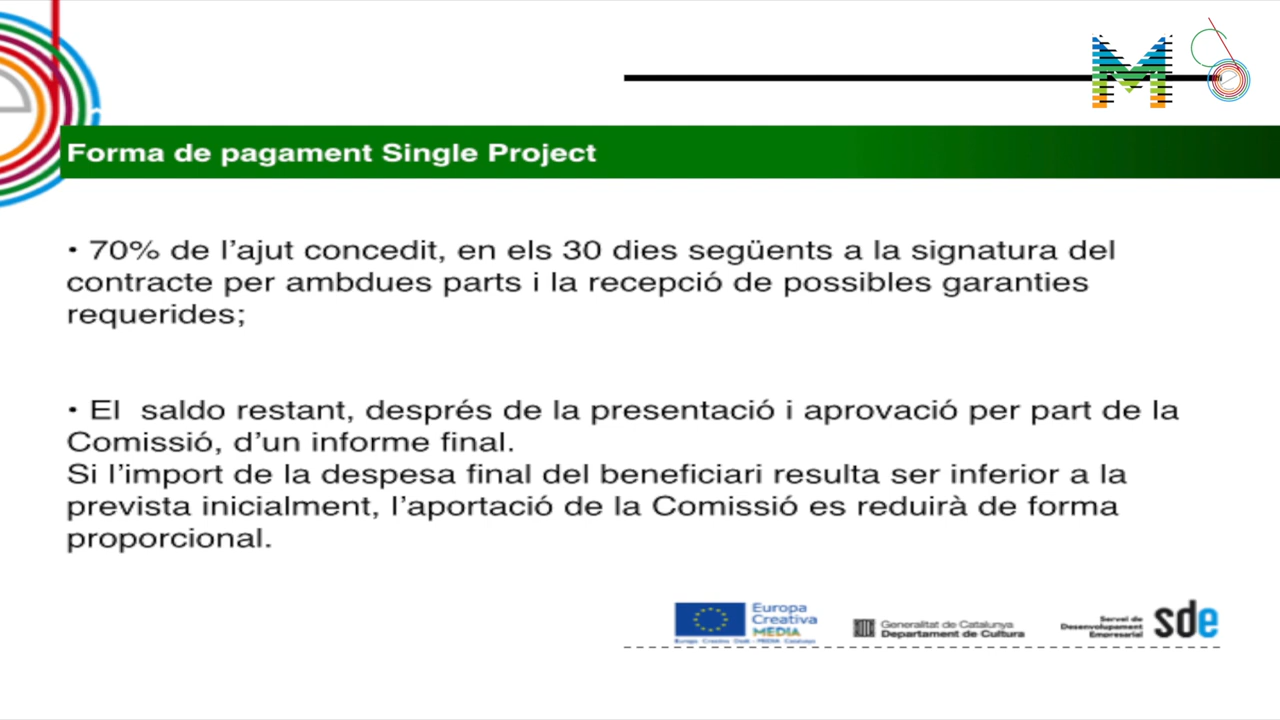 Forma de pagament Single Project
• 70% de l’ajut concedit, en els 30 dies següents a la signatura del
contracte per ambdues parts i la recepció de possibles garanties
requerides;
• El  saldo restant, després de la presentació i aprovació per part de la
Comissió, d’un informe final.
Si l’import de la despesa final del beneficiari resulta ser inferior a la
prevista inicialment, l’aportació de la Comissió es reduirà de forma
proporcional.
Europa
Creativa
MEDIA
Generalitat de Catalunya
Departament de Cultura
Servei de
Desenvolupament
Empresarial
sde